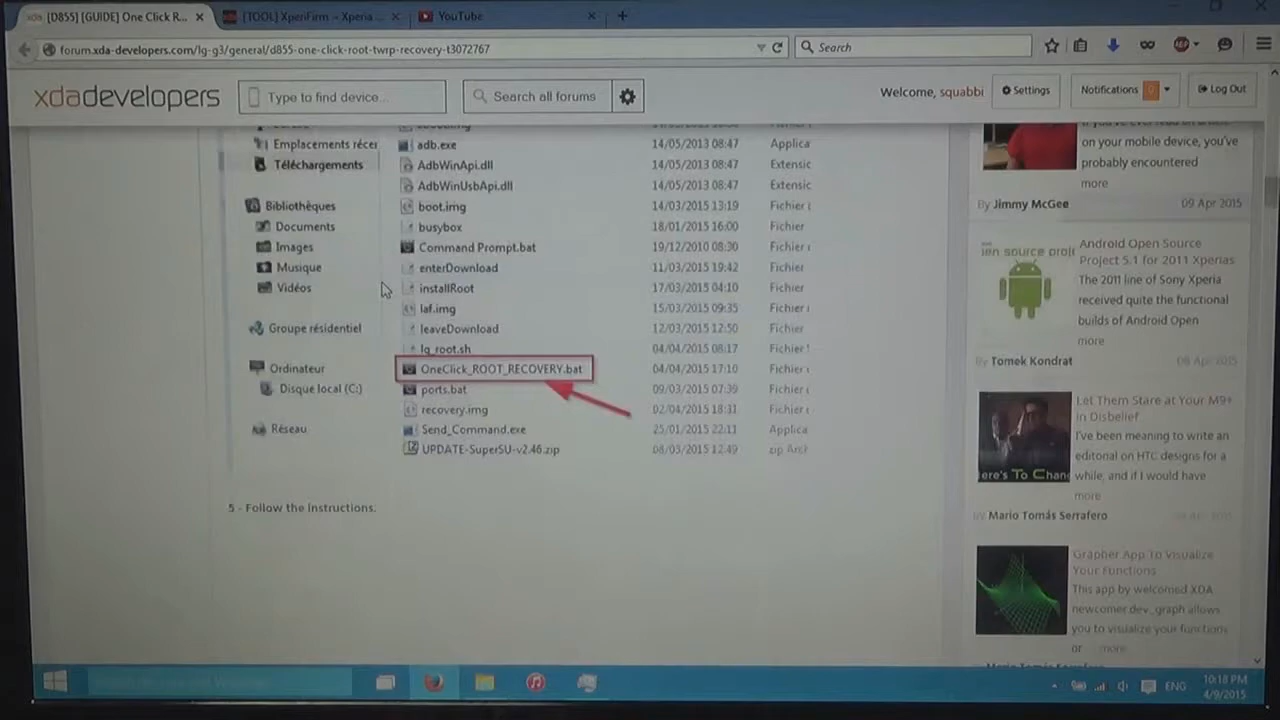 [D855] [GUIDE] One Click R...
[TOOL] XperiFirm ~ Xperia...
YouTube
forum.xda-developers.com/lg-g3/general/d855-one-click-root-twrp-recovery-t3072767
Search
xdadevelopers
Type to find device...
Search all forums
Welcome, squabbi
Settings
Notifications 0
Log Out
Emplacements récen
Téléchargements
Bibliothèques
Documents
Images
Musique
Vidéos
Groupe résidentiel
Ordinateur
Disque local (C:)
Réseau
adb.exe 14/05/2013 08:47 Applica
AdbWinApi.dll 14/05/2013 08:47 Extensic
AdbWinUsbApi.dll 14/05/2013 08:47 Extensic
boot.img 14/03/2015 13:19 Fichier i
busybox 18/01/2015 16:00 Fichier
Command Prompt.bat 19/12/2010 08:30 Fichier
enterDownload 11/03/2015 19:42 Fichier
installRoot 17/03/2015 04:10 Fichier
laf.img 15/03/2015 09:35 Fichier
leaveDownload 12/03/2015 12:50 Fichier
lg_root.sh 04/04/2015 08:17 Fichier
OneClick_ROOT_RECOVERY.bat 04/04/2015 17:10 Fichier
ports.bat 09/03/2015 07:39 Fichier
recovery.img 02/04/2015 18:31 Fichier
Send_Command.exe 25/01/2015 22:11 Applica
UPDATE-SuperSU-v2.46.zip 08/03/2015 12:49 zip Arch
5 - Follow the Instructions.
on your mobile device, you've
probably encountered
more
By Jimmy McGee 09 Apr 2015
Android Open Source
Project 5.1 for 2011 Xperias
The 2011 line of Sony Xperia
received quite the functional
builds of Android Open
more
By Tomek Kondrat 09 Apr 2015
Let Them Stare at Your M9+
in Disbelief
I've been meaning to write an
editorial on HTC designs for a
while, and if I would have
more
ere's To Chan
by Mario Tomás Serrafero
Grapher App To Visualize
Your Functions
This app by welcomed XDA
newcomer dev_graph allows
you to visualize your functions
or more
ENG
10:18 PM
4/9/2015